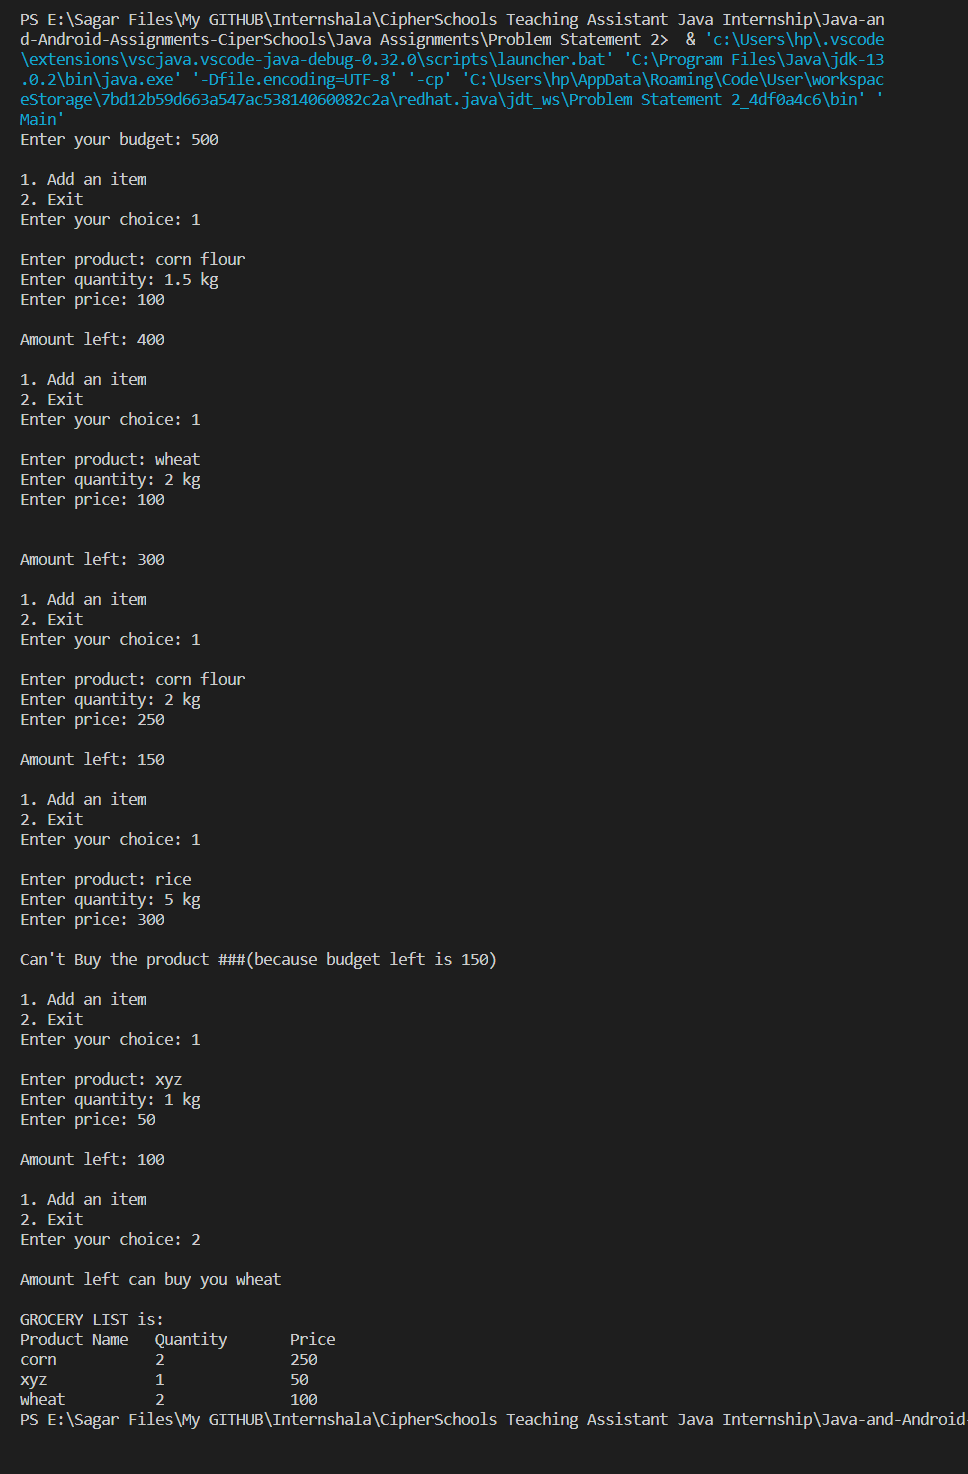 PS E:\Sagar Files\My GITHUB\Internshala\CipherSchools Teaching Assistant Java Internship\Java-an
d-Android-Assignments-CiperSchools\Java Assignments\Problem Statement 2>  & 'c:\Users\hp\.vscode
\extensions\vscjava.vscode-java-debug-0.32.0\scripts\launcher.bat' 'C:\Program Files\Java\jdk-13
.0.2\bin\java.exe' '-Dfile.encoding=UTF-8' '-cp' 'C:\Users\hp\AppData\Roaming\Code\User\workspac
eStorage\7bd12b59d663a547ac53814060082c2a\redhat.java\jdt_ws\Problem Statement 2_4df0a4c6\bin' '
Main'
Enter your budget: 500
1. Add an item
2. Exit
Enter your choice: 1
Enter product: corn flour
Enter quantity: 1.5 kg
Enter price: 100
Amount left: 400
1. Add an item
2. Exit
Enter your choice: 1
Enter product: wheat
Enter quantity: 2 kg
Enter price: 100
Amount left: 300
1. Add an item
2. Exit
Enter your choice: 1
Enter product: corn flour
Enter quantity: 2 kg
Enter price: 250
Amount left: 150
1. Add an item
2. Exit
Enter your choice: 1
Enter product: rice
Enter quantity: 5 kg
Enter price: 300
Can't Buy the product ###(because budget left is 150)
1. Add an item
2. Exit
Enter your choice: 1
Enter product: xyz
Enter quantity: 1 kg
Enter price: 50
Amount left: 100
1. Add an item
2. Exit
Enter your choice: 2
Amount left can buy you wheat
GROCERY LIST is:
Product Name   Quantity       Price
corn           2              250
xyz            1              50
wheat          2              100
PS E:\Sagar Files\My GITHUB\Internshala\CipherSchools Teaching Assistant Java Internship\Java-and-Android-